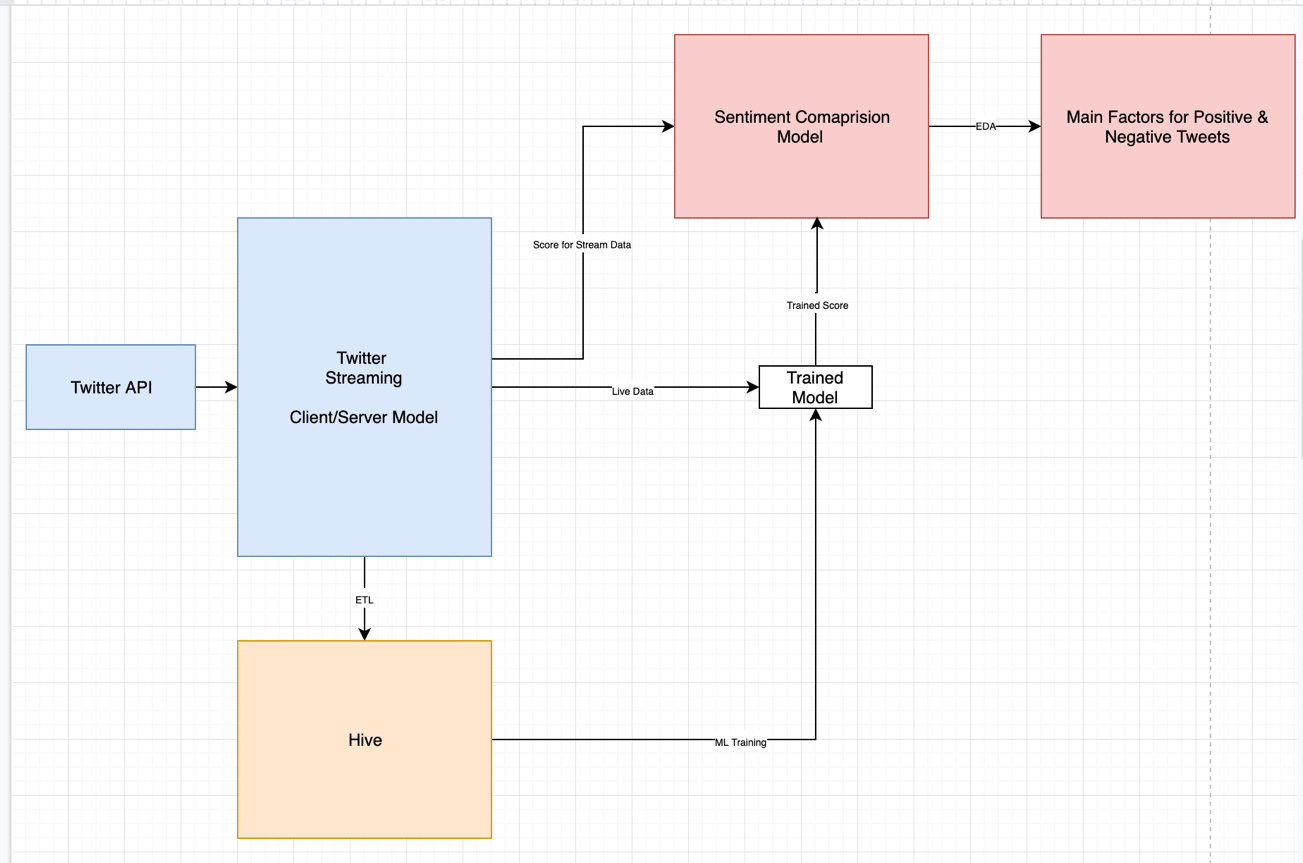 Sentiment Comaprision
Model
EDA
Main Factors for Positive &
Negative Tweets
Score for Stream Data
Trained Score
Twitter API
Twitter
Streaming
Client/Server Model
Live Data
Trained
Model
ETL
Hive
ML Training